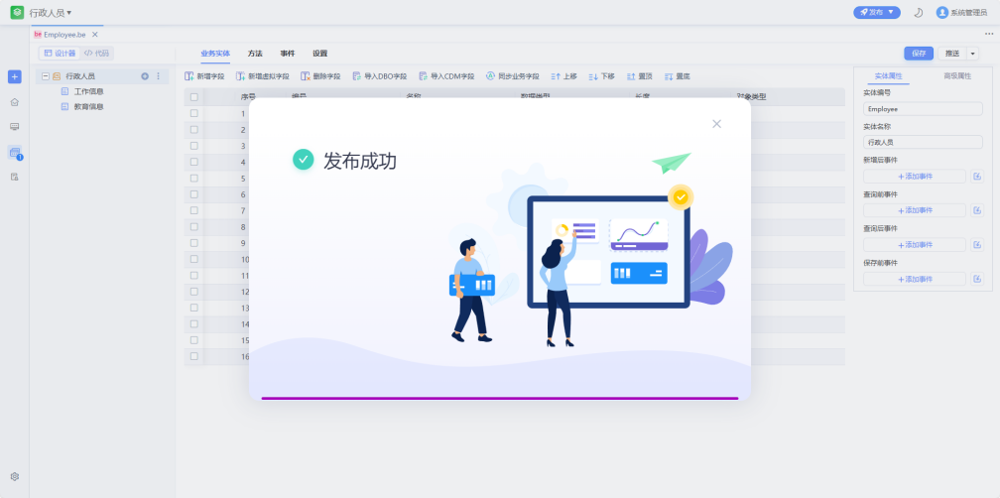 行政人员
发布
系统管理员
be Employee.be
设计器
代码
业务实体
方法
事件
设置
保存
推送
新增字段
新增虚拟字段
删除字段
导入DBO字段
导入CDM字段
同步业务字段
上移
下移
置顶
置底
行政人员
工作信息
教育信息
序号
编号
名称
数据类型
长度
对象类型
1
2
3
4
5
6
7
8
9
10
11
12
13
14
15
16
发布成功
实体属性
高级属性
实体编号
Employee
实体名称
行政人员
新增后事件
+ 添加事件
查询前事件
+ 添加事件
查询后事件
+ 添加事件
保存前事件
+ 添加事件
1